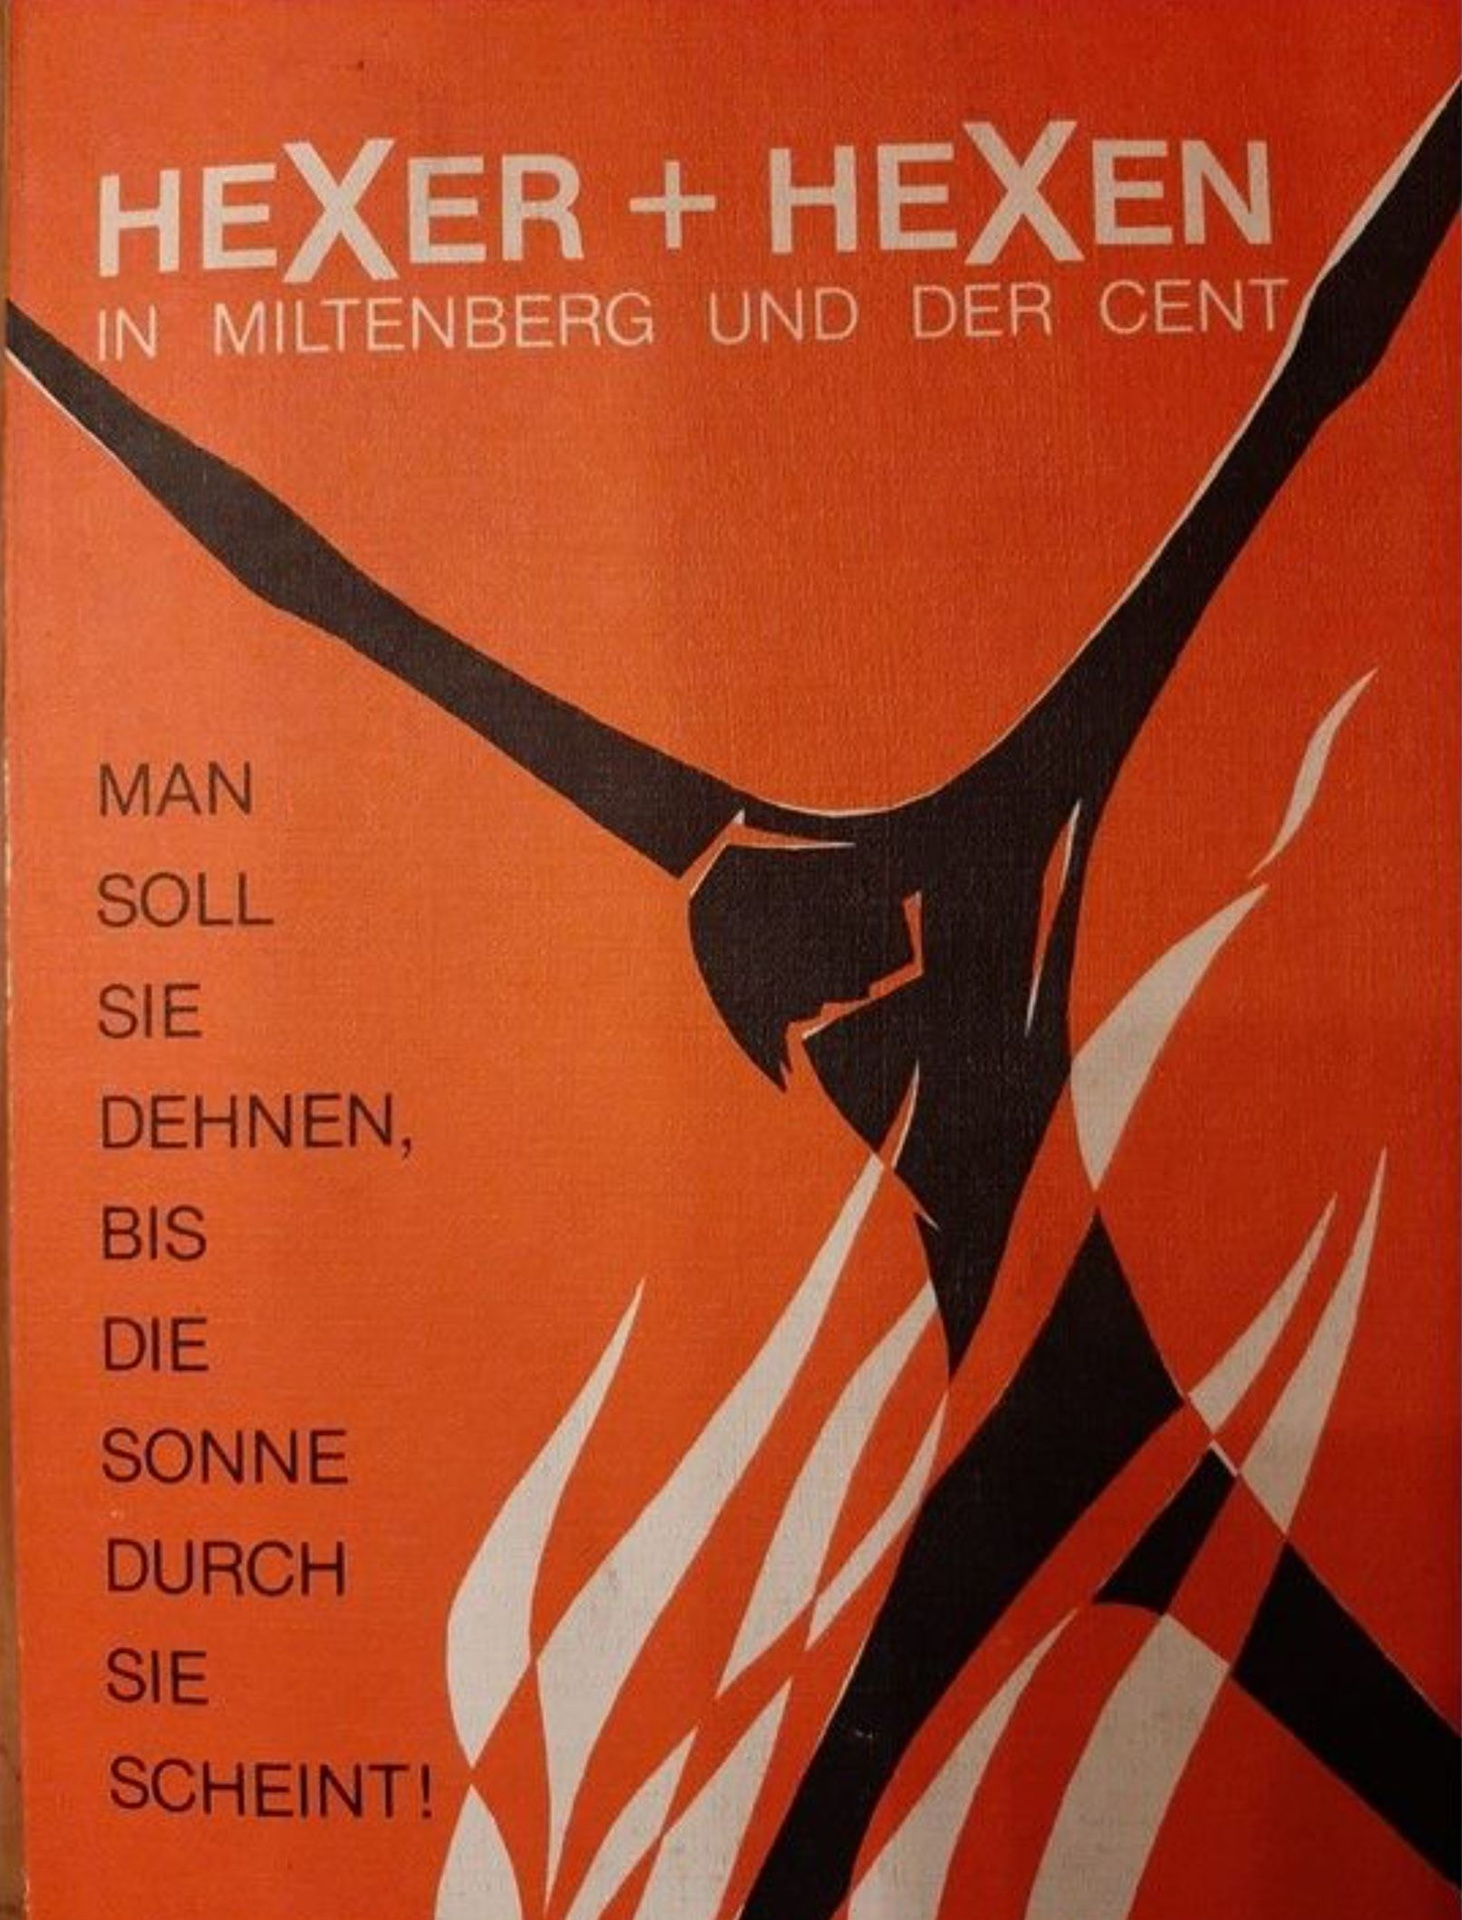 HEXER + HEXEN
IN MILTENBERG UND DER CENT
MAN
SOLL
SIE
DEHNEN,
BIS
DIE
SONNE
DURCH
SIE
SCHEINT!